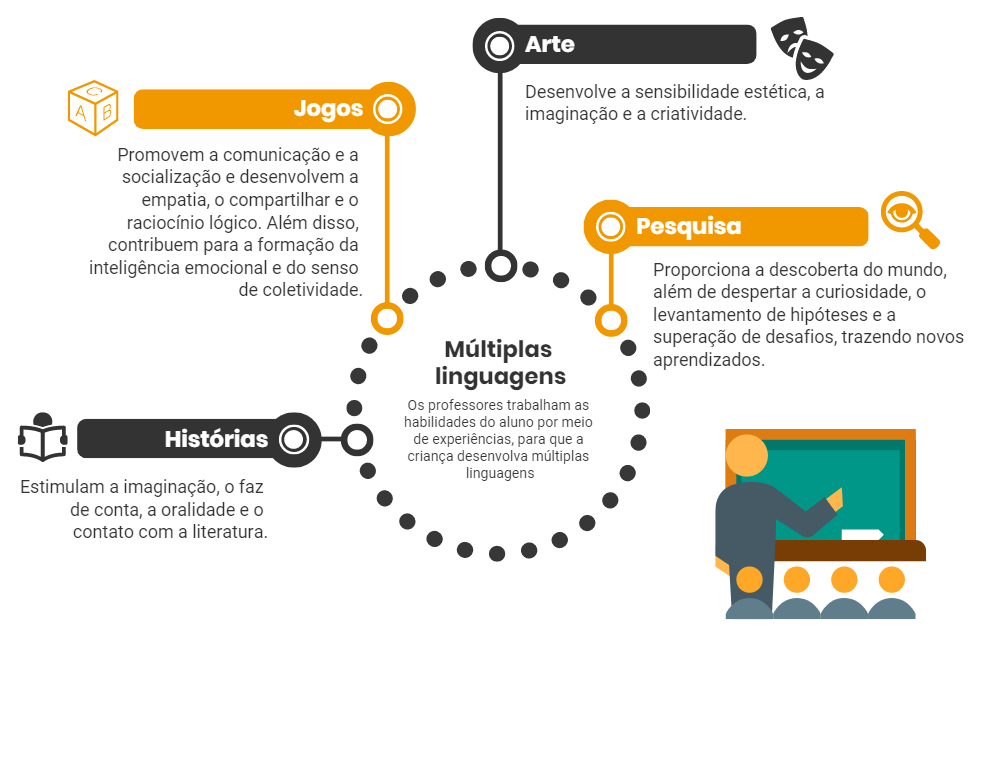 Arte
Desenvolve a sensibilidade estética, a
imaginação e a criatividade.
Jogos
Promovem a comunicação e a
socialização e desenvolvem a
empatia, o compartilhar e o
raciocínio lógico. Além disso,
contribuem para a formação da
inteligência emocional e do senso
de coletividade.
A
B
C
Pesquisa
Proporciona a descoberta do mundo,
além de despertar a curiosidade, o
levantamento de hipóteses e a
superação de desafios, trazendo novos
aprendizados.
Múltiplas
linguagens
Os professores trabalham as
habilidades do aluno por meio
de experiências, para que a
criança desenvolva múltiplas
linguagens
Histórias
Estimulam a imaginação, o faz
de conta, a oralidade e o
contato com a literatura.